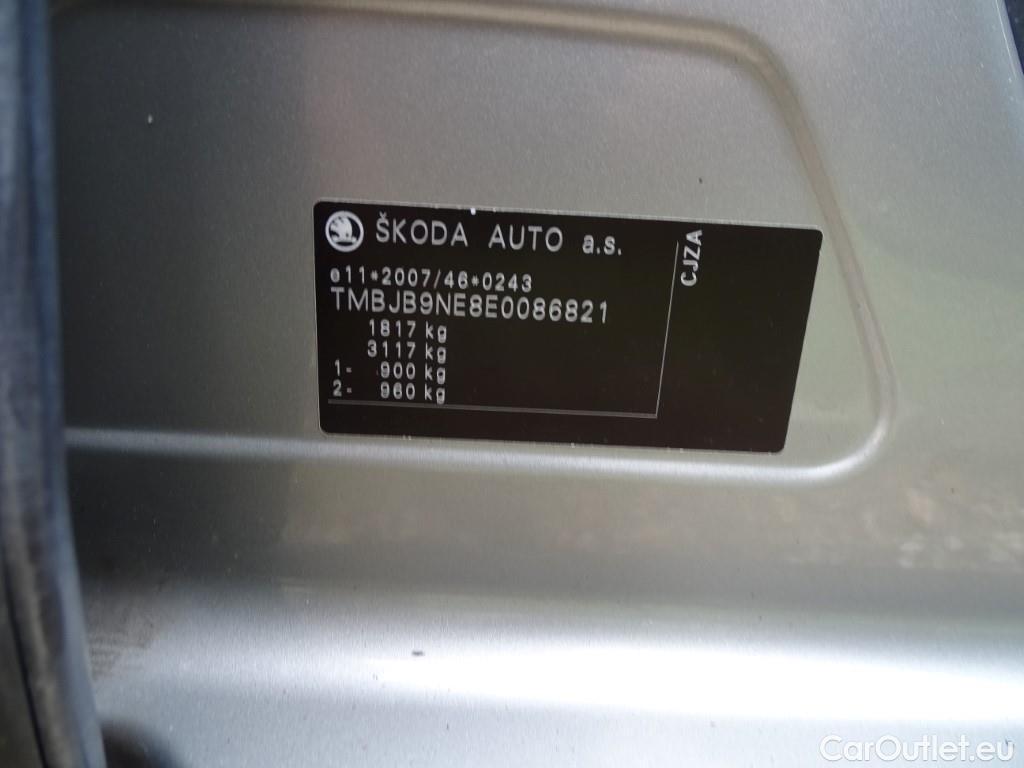 ŠKODA AUTO a.s.
e11*2007/46*0243
TMBJB9NE8E0086821
1817 kg
3117 kg
1- 900 kg
2- 960 kg
CJZA
CarOutlet.eu